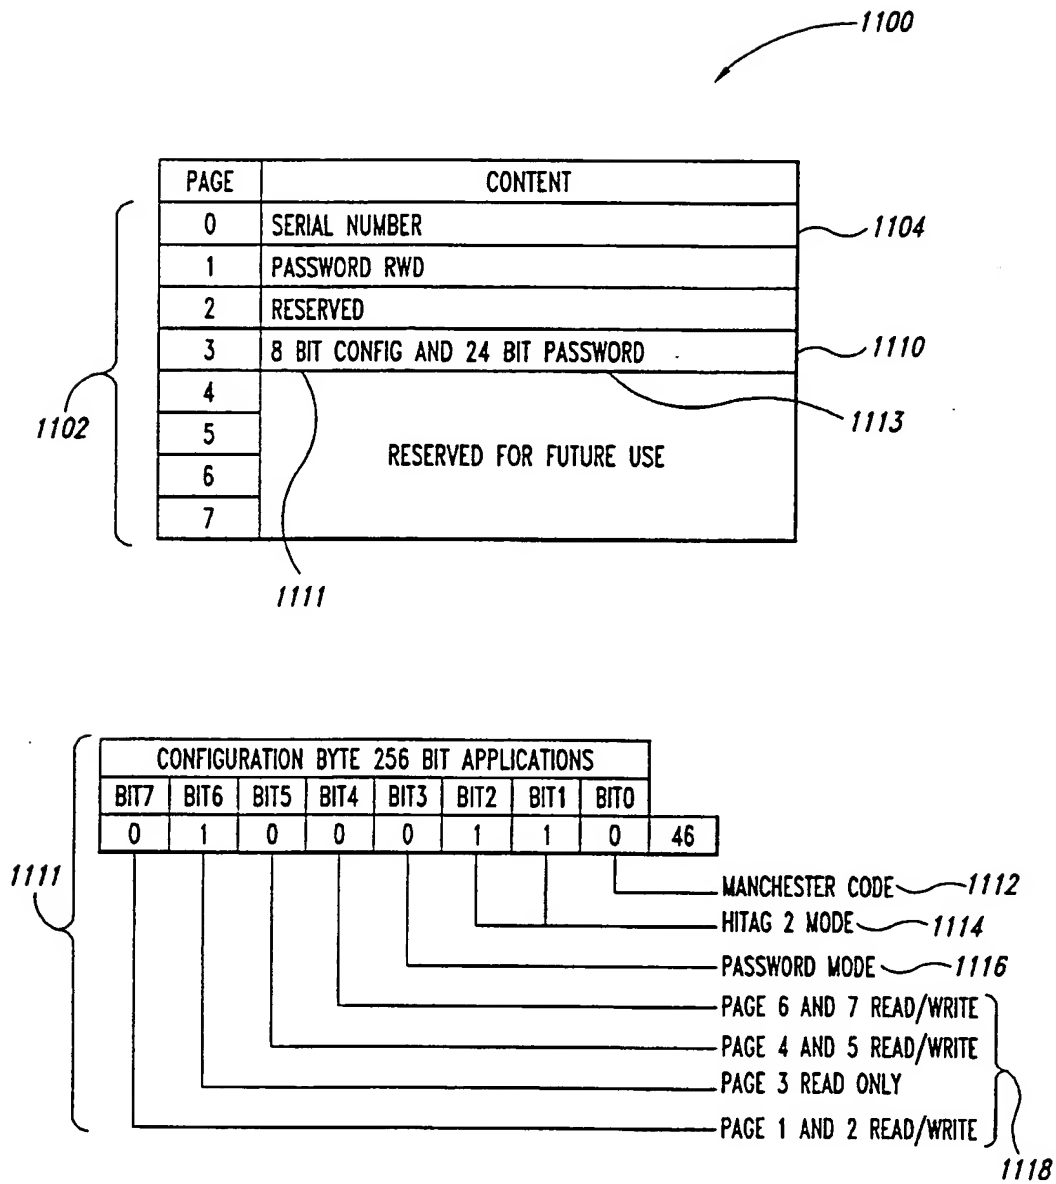 1100
PAGE CONTENT
0 SERIAL NUMBER 1104
1 PASSWORD RWD
2 RESERVED
3 8 BIT CONFIG AND 24 BIT PASSWORD 1110
4
1113
1102
5
RESERVED FOR FUTURE USE
6
7
1111
CONFIGURATION BYTE 256 BIT APPLICATIONS
BIT7 BIT6 BIT5 BIT4 BIT3 BIT2 BIT1 BIT0
0 1 0 0 0 1 1 0 46
1111
MANCHESTER CODE 1112
HITAG 2 MODE 1114
PASSWORD MODE 1116
PAGE 6 AND 7 READ/WRITE
PAGE 4 AND 5 READ/WRITE
PAGE 3 READ ONLY
PAGE 1 AND 2 READ/WRITE
1118